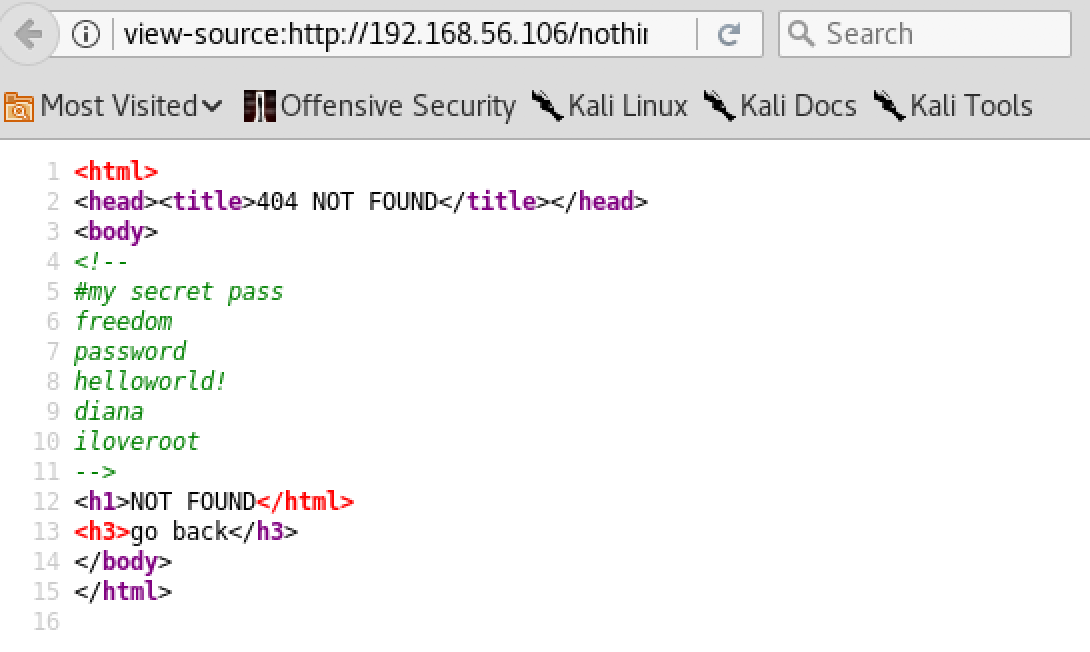 view-source:http://192.168.56.106/nothin
Search
Most Visited Offensive Security Kali Linux Kali Docs Kali Tools
1 <html>
2 <head><title>404 NOT FOUND</title></head>
3 <body>
4 <!--
5 #my secret pass
6 freedom
7 password
8 helloworld!
9 diana
10 iloveroot
11 -->
12 <h1>NOT FOUND</html>
13 <h3>go back</h3>
14 </body>
15 </html>
16